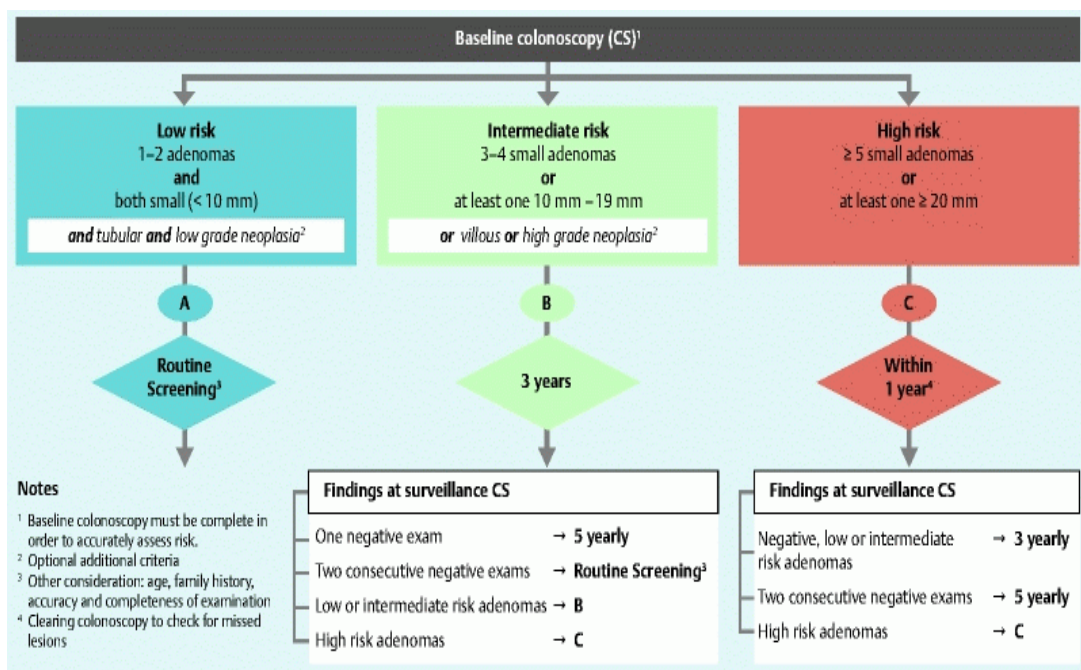 Baseline colonoscopy (CS)¹
Low risk
1–2 adenomas
and
both small (< 10 mm)
and tubular and low grade neoplasia²
Intermediate risk
3–4 small adenomas
or
at least one 10 mm – 19 mm
or villous or high grade neoplasia²
High risk
≥ 5 small adenomas
or
at least one ≥ 20 mm
A
B
C
Routine
Screening³
3 years
Within
1 year⁴
Notes
¹ Baseline colonoscopy must be complete in
order to accurately assess risk.
² Optional additional criteria
³ Other consideration: age, family history,
accuracy and completeness of examination
⁴ Clearing colonoscopy to check for missed
lesions
Findings at surveillance CS
One negative exam → 5 yearly
Two consecutive negative exams → Routine Screening³
Low or intermediate risk adenomas → B
High risk adenomas → C
Findings at surveillance CS
Negative, low or intermediate → 3 yearly
risk adenomas
Two consecutive negative exams → 5 yearly
High risk adenomas → C